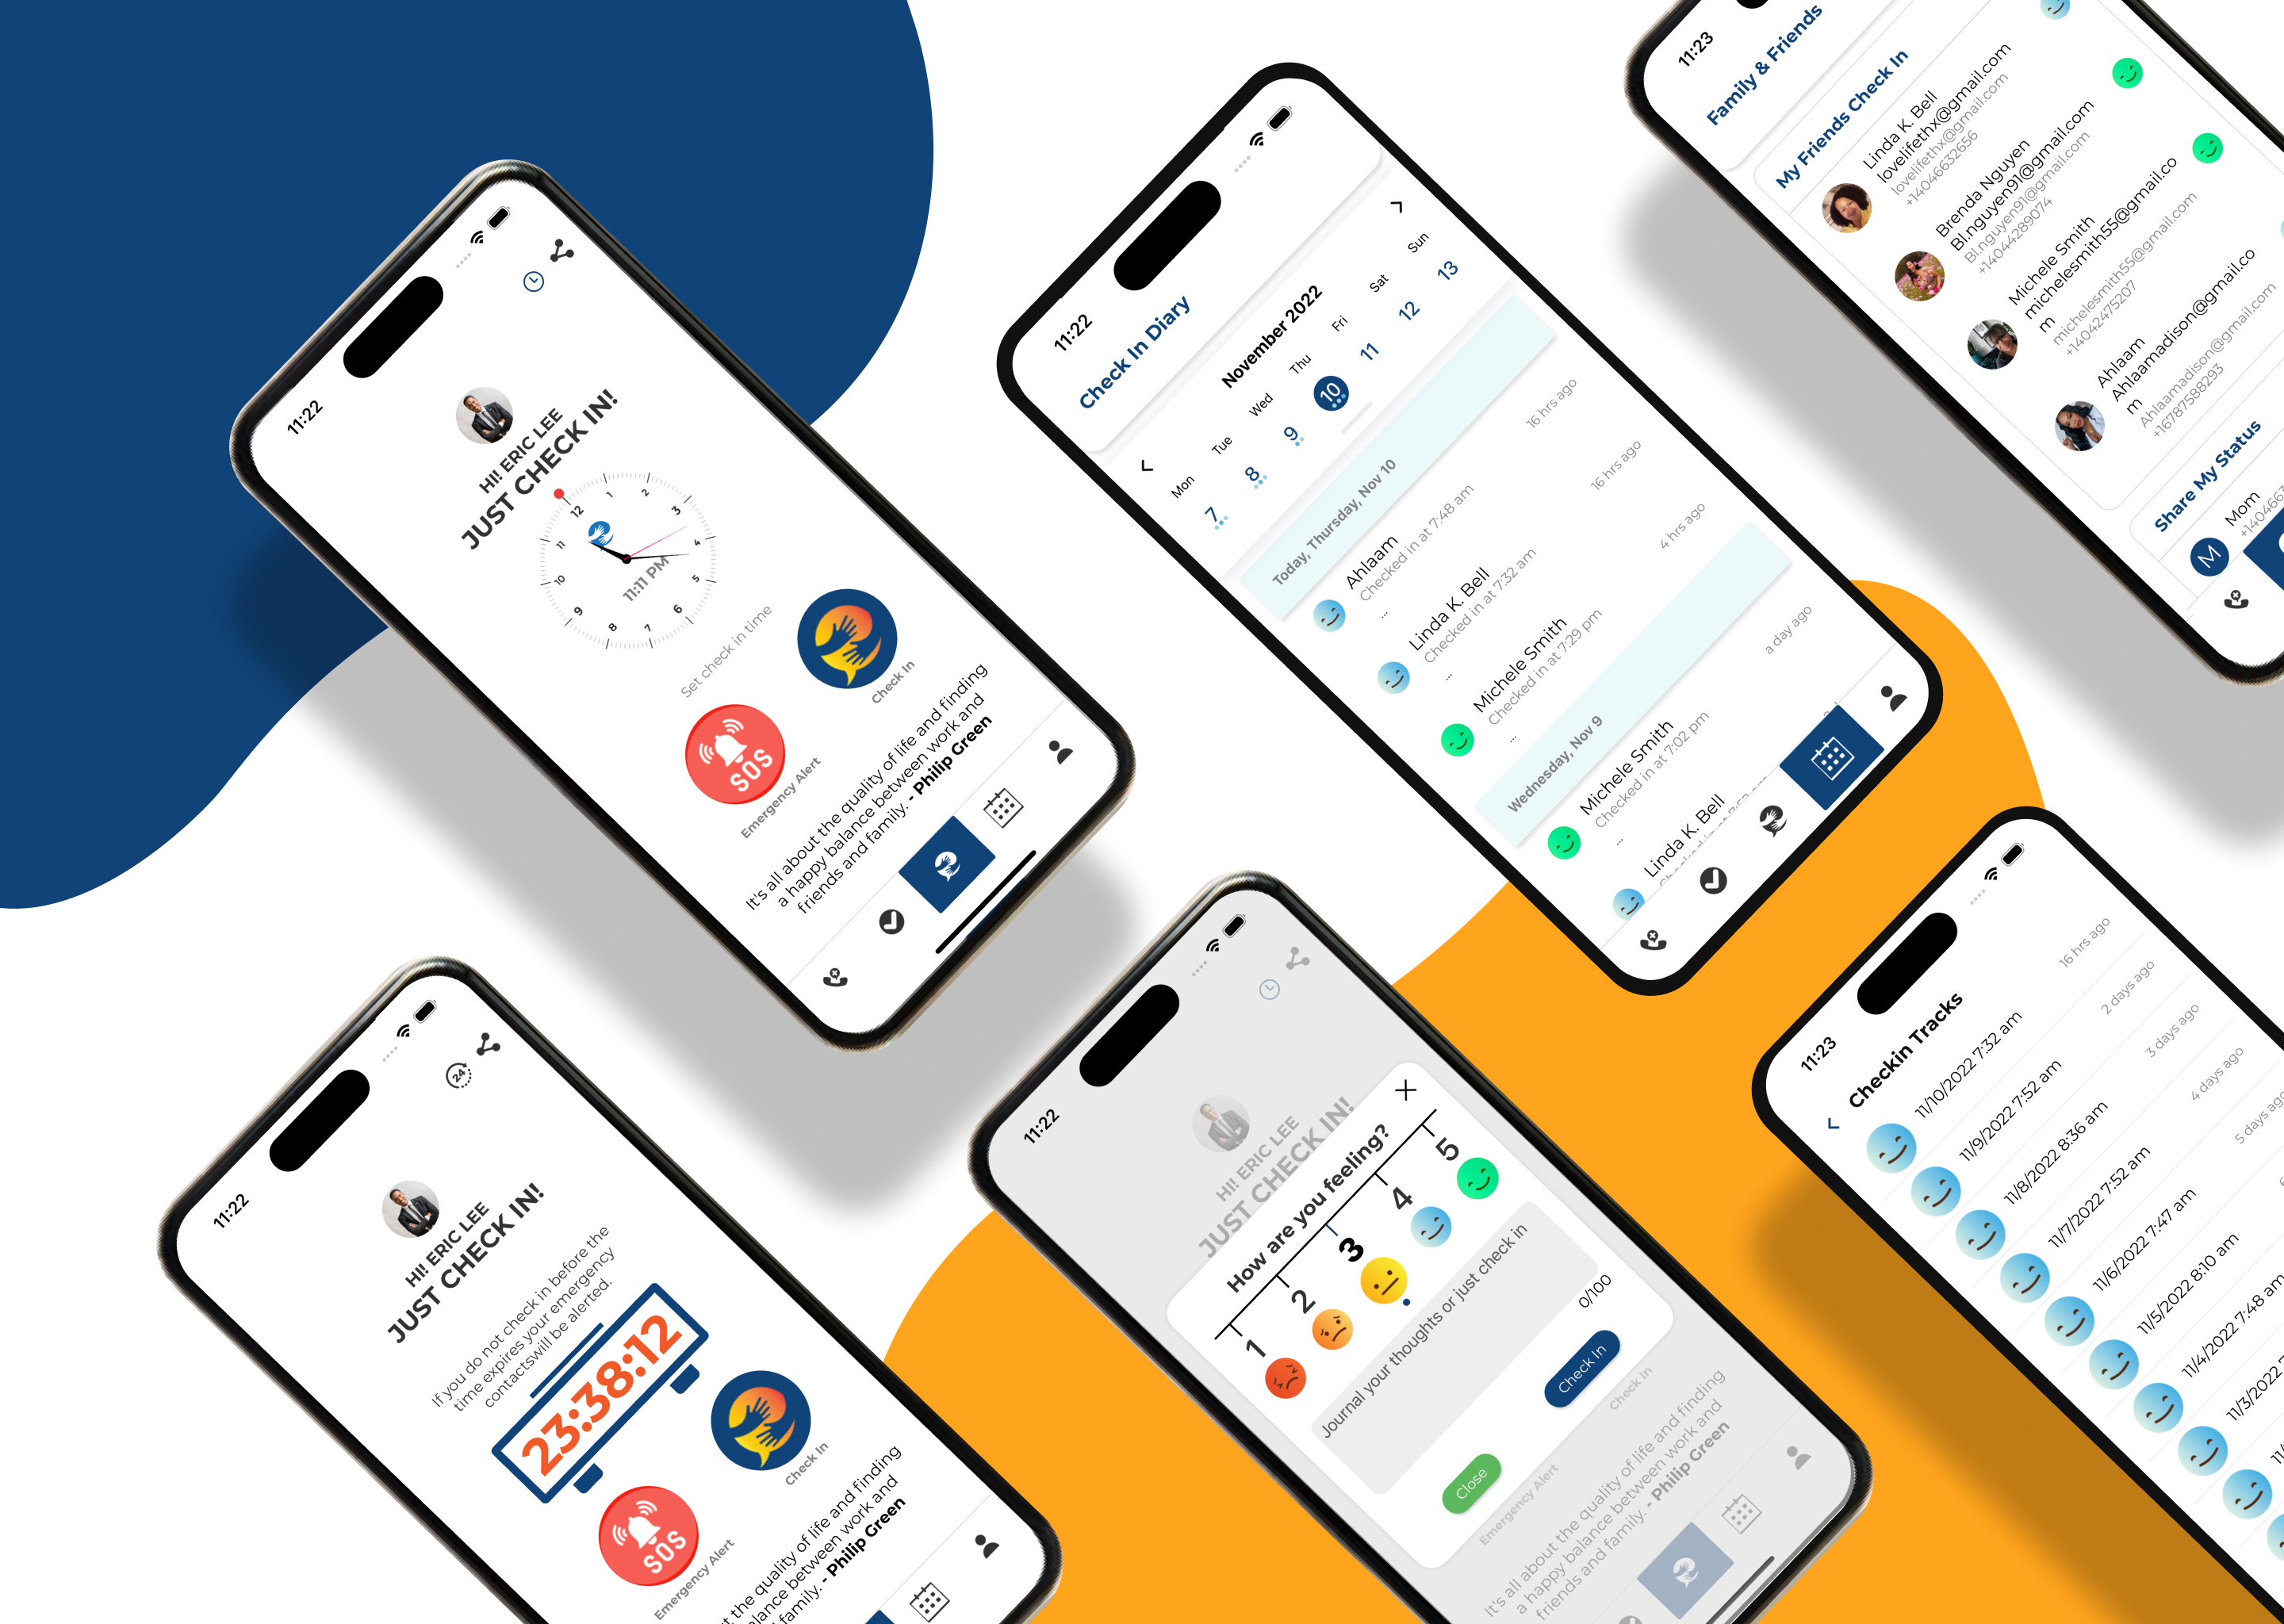 11:22
HI! ERIC LEE
JUST CHECK IN!
12
1
2
3
4
5
6
7
8
9
10
11
11:11 PM
Set check in time
SOS
Emergency Alert
Check In
It's all about the quality of life and finding
a happy balance between work and
friends and family. - Philip Green
11:22
Check In Diary
November 2022
Mon Tue Wed Thu Fri Sat Sun
7 8 9 10 11 12 13
Today, Thursday, Nov 10
Ahlaam
Checked in at 7:48 am
16 hrs ago
...
Linda K. Bell
Checked in at 7:32 am
16 hrs ago
...
Michele Smith
Checked in at 7:29 pm
4 hrs ago
...
Wednesday, Nov 9
Michele Smith
Checked in at 7:02 pm
a day ago
...
Linda K. Bell
11:23
Family & Friends
My Friends Check In
Linda K. Bell
lovelifethx@gmail.com
lovelifethx@gmail.com
+14046632656
Brenda Nguyen
Bl.nguyen91@gmail.com
Bl.nguyen91@gmail.com
+14044289074
Michele Smith
michelesmith55@gmail.co
m
michelesmith55@gmail.com
+14042475207
Ahlaam
Ahlaamadison@gmail.co
m
Ahlaamadison@gmail.com
+16787588293
Share My Status
M
Mom
11:22
24
HI! ERIC LEE
JUST CHECK IN!
If you do not check in before the
time expires your emergency
contactswill be alerted.
23:38:12
SOS
Emergency Alert
Check In
the quality of life and finding
balance between work and
family. - Philip Green
11:22
HI! ERIC LEE
JUST CHECK IN!
How are you feeling?
1 2 3 4 5
Journal your thoughts or just check in
0/100
Close
Check In
Emergency Alert
Check In
It's all about the quality of life and finding
a happy balance between work and
friends and family. - Philip Green
11:23
Checkin Tracks
11/10/2022 7:32 am
16 hrs ago
11/9/2022 7:52 am
2 days ago
11/8/2022 8:36 am
3 days ago
11/7/2022 7:52 am
4 days ago
11/6/2022 7:47 am
5 days ago
11/5/2022 8:10 am
11/4/2022 7:48 am
11/3/2022